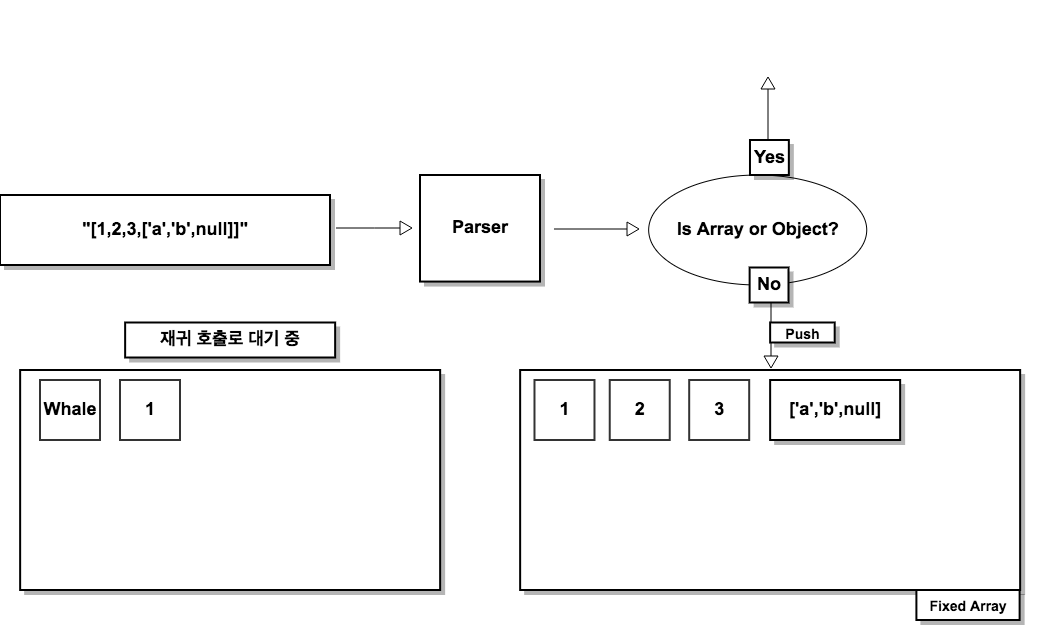 Yes
"[1,2,3,['a','b',null]]"
Parser
Is Array or Object?
No
재귀 호출로 대기 중
Push
Whale
1
1
2
3
['a','b',null]
Fixed Array